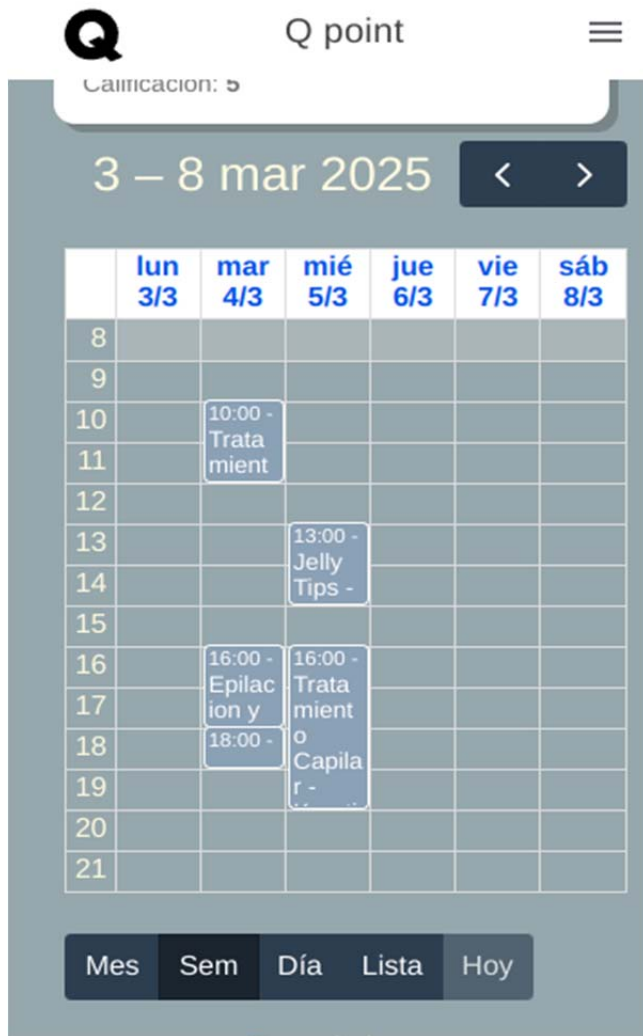 Q
Q point
Calificación: 5
3 – 8 mar 2025
lun mar mié jue vie sáb
3/3 4/3 5/3 6/3 7/3 8/3
8
9
10
10:00 -
Trata
mient
11
12
13
13:00 -
Jelly
Tips -
14
15
16
16:00 -
Epilac
ion y
16:00 -
Trata
mient
o
Capila
r -
17
18
18:00 -
19
20
21
Mes Sem Día Lista Hoy